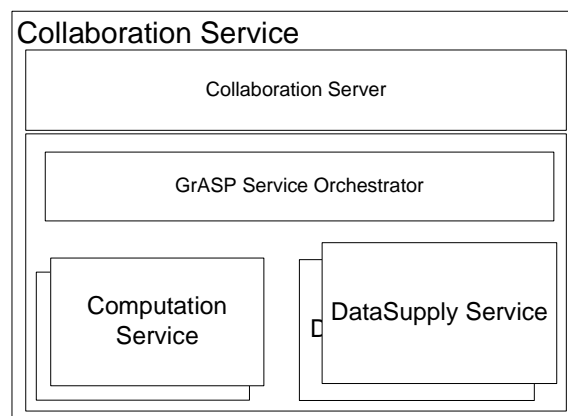 Collaboration Service
Collaboration Server
GrASP Service Orchestrator
Computation
Service
DataSupply Service
D